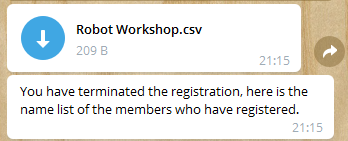 Robot Workshop.csv
209 B
21:15
You have terminated the registration, here is the
name list of the members who have registered.
21:15